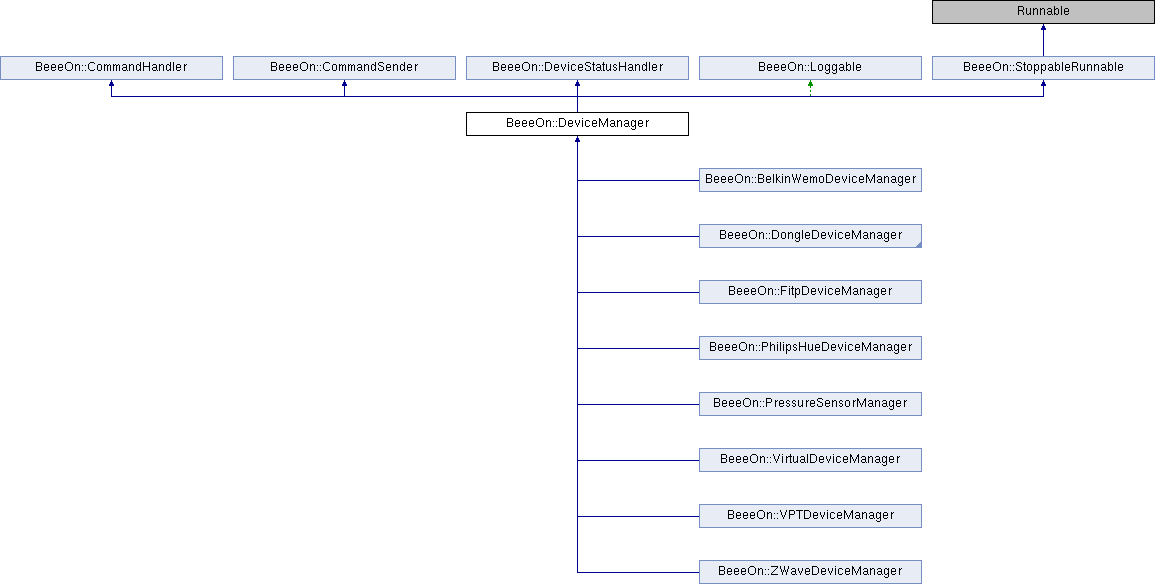 Runnable
BeeeOn::CommandHandler
BeeeOn::CommandSender
BeeeOn::DeviceStatusHandler
BeeeOn::Loggable
BeeeOn::StoppableRunnable
BeeeOn::DeviceManager
BeeeOn::BelkinWemoDeviceManager
BeeeOn::DongleDeviceManager
BeeeOn::FitpDeviceManager
BeeeOn::PhilipsHueDeviceManager
BeeeOn::PressureSensorManager
BeeeOn::VirtualDeviceManager
BeeeOn::VPTDeviceManager
BeeeOn::ZWaveDeviceManager